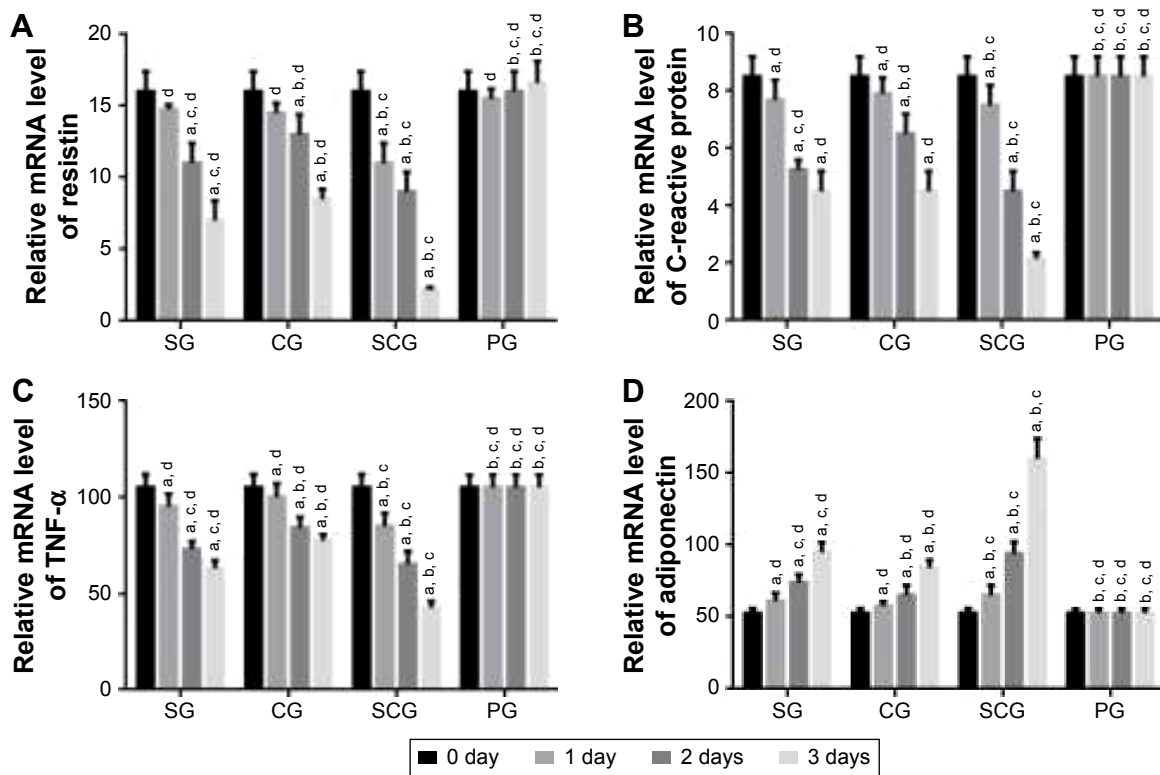 A
Relative mRNA level
of resistin
20
15
10
5
0
d
a, c, d
a, c, d
d
a, b, d
a, b, d
a, b, c
a, b, c
a, b, c
d
b, c, d
b, c, d
SG
CG
SCG
PG
B
Relative mRNA level
of C-reactive protein
10
8
6
4
2
0
a, d
a, c, d
a, d
a, d
a, b, d
a, d
a, b, c
a, b, c
a, b, c
b, c, d
b, c, d
b, c, d
SG
CG
SCG
PG
C
Relative mRNA level
of TNF-α
150
100
50
0
a, d
a, c, d
a, c, d
a, d
a, b, d
a, b, d
a, b, c
a, b, c
a, b, c
b, c, d
b, c, d
b, c, d
SG
CG
SCG
PG
D
Relative mRNA level
of adiponectin
200
150
100
50
0
a, d
a, c, d
a, c, d
a, d
a, b, d
a, b, d
a, b, c
a, b, c
a, b, c
b, c, d
b, c, d
b, c, d
SG
CG
SCG
PG
0 day
1 day
2 days
3 days